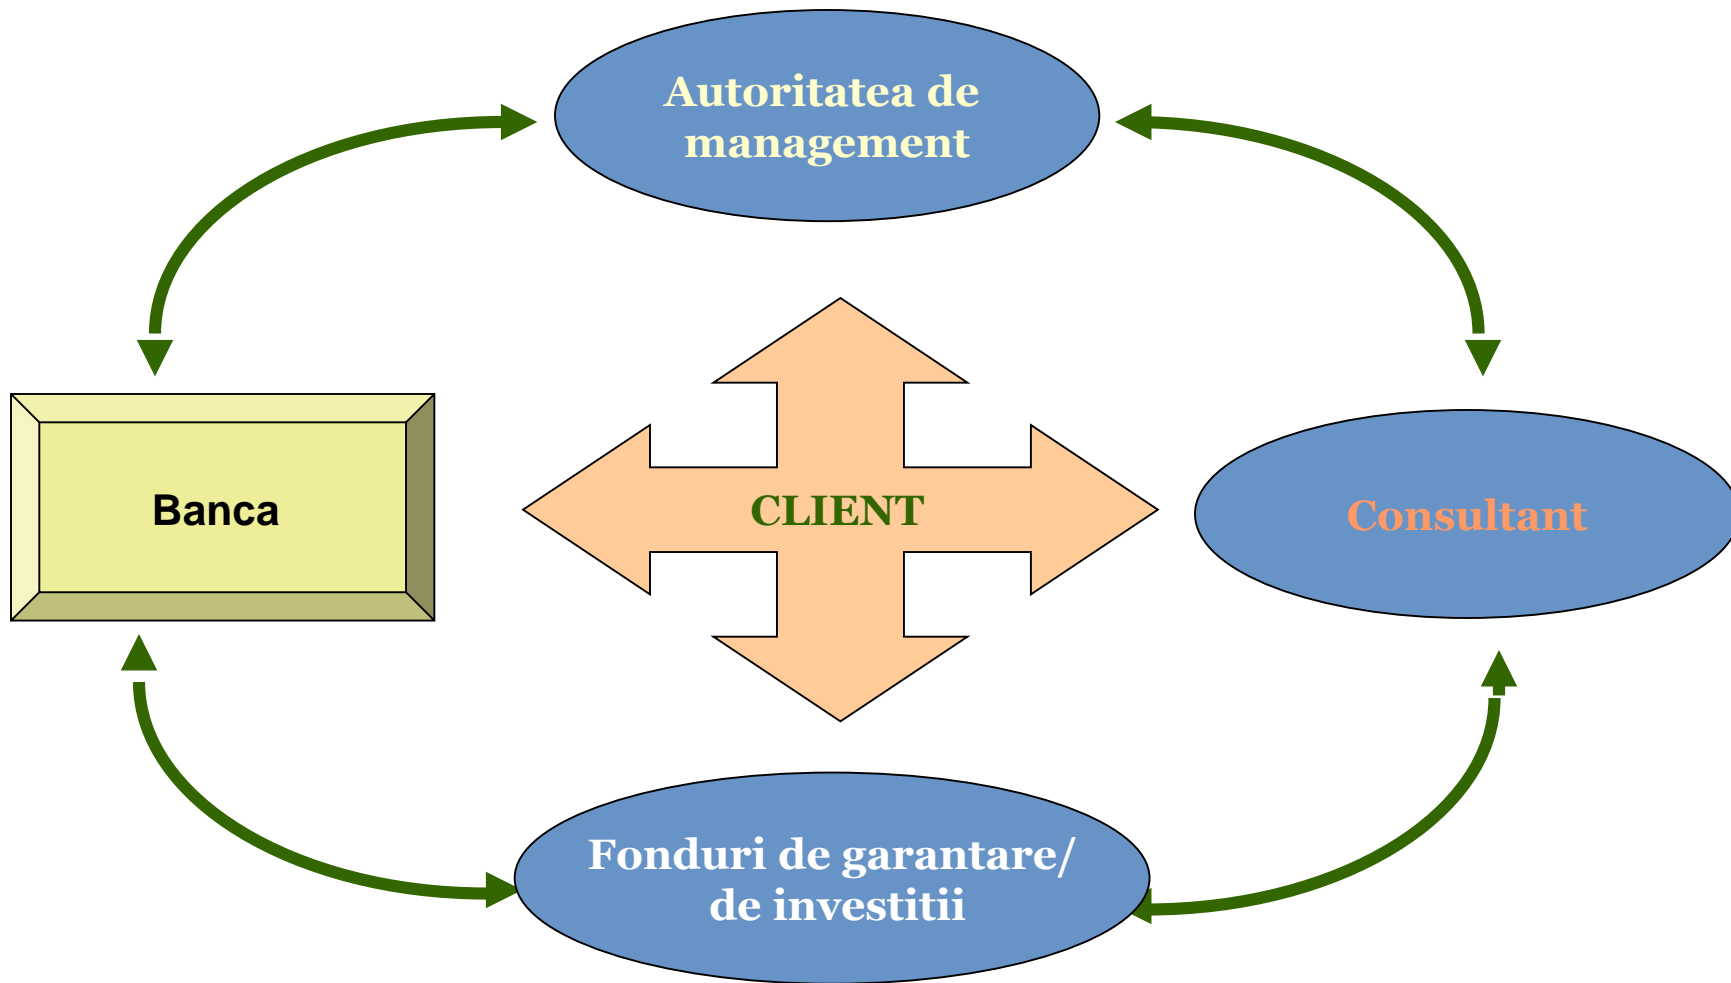 Autoritatea de
management
Banca
CLIENT
Consultant
Fonduri de garantare/
de investitii